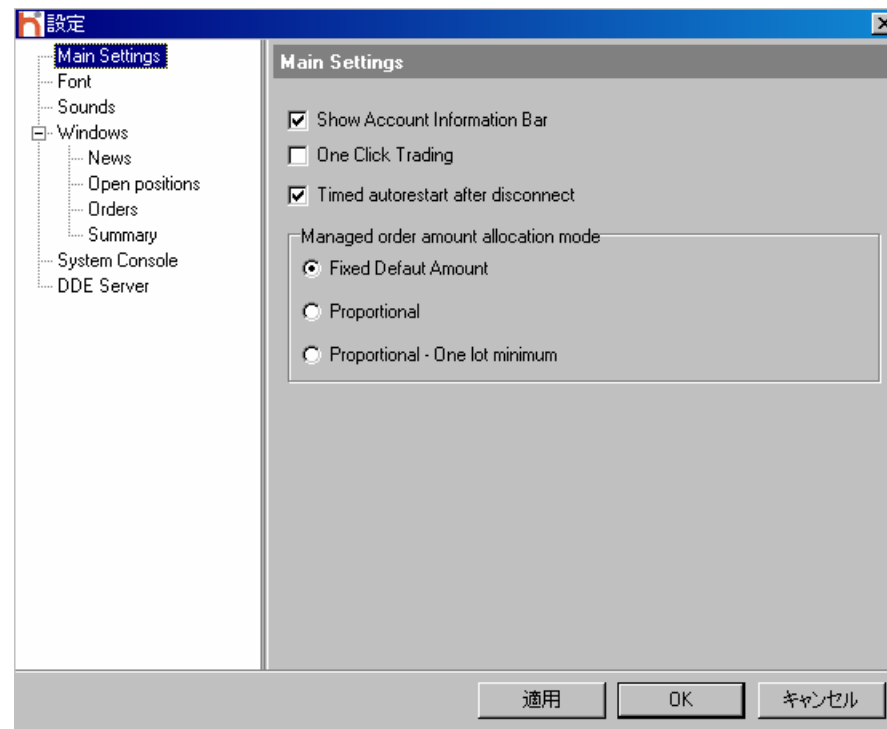 設定
Main Settings
Font
Sounds
Windows
News
Open positions
Orders
Summary
System Console
DDE Server
Main Settings
Show Account Information Bar
One Click Trading
Timed autorestart after disconnect
Managed order amount allocation mode
Fixed Defaut Amount
Proportional
Proportional - One lot minimum
適用
OK
キャンセル